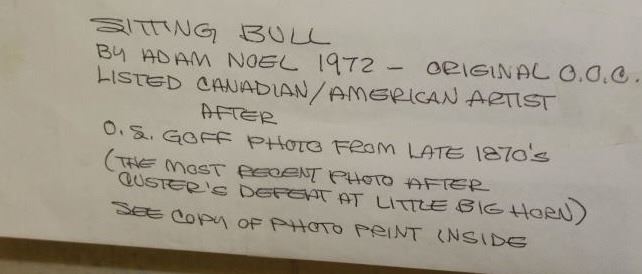 SITTING BULL
BY ADAM NOEL 1972 - ORIGINAL O.O.C.
LISTED CANADIAN/AMERICAN ARTIST
AFTER
O. S. GOFF PHOTO FROM LATE 1870'S
(THE MOST RECENT PHOTO AFTER
CUSTER'S DEFEAT AT LITTLE BIG HORN)
SEE COPY OF PHOTO PRINT INSIDE